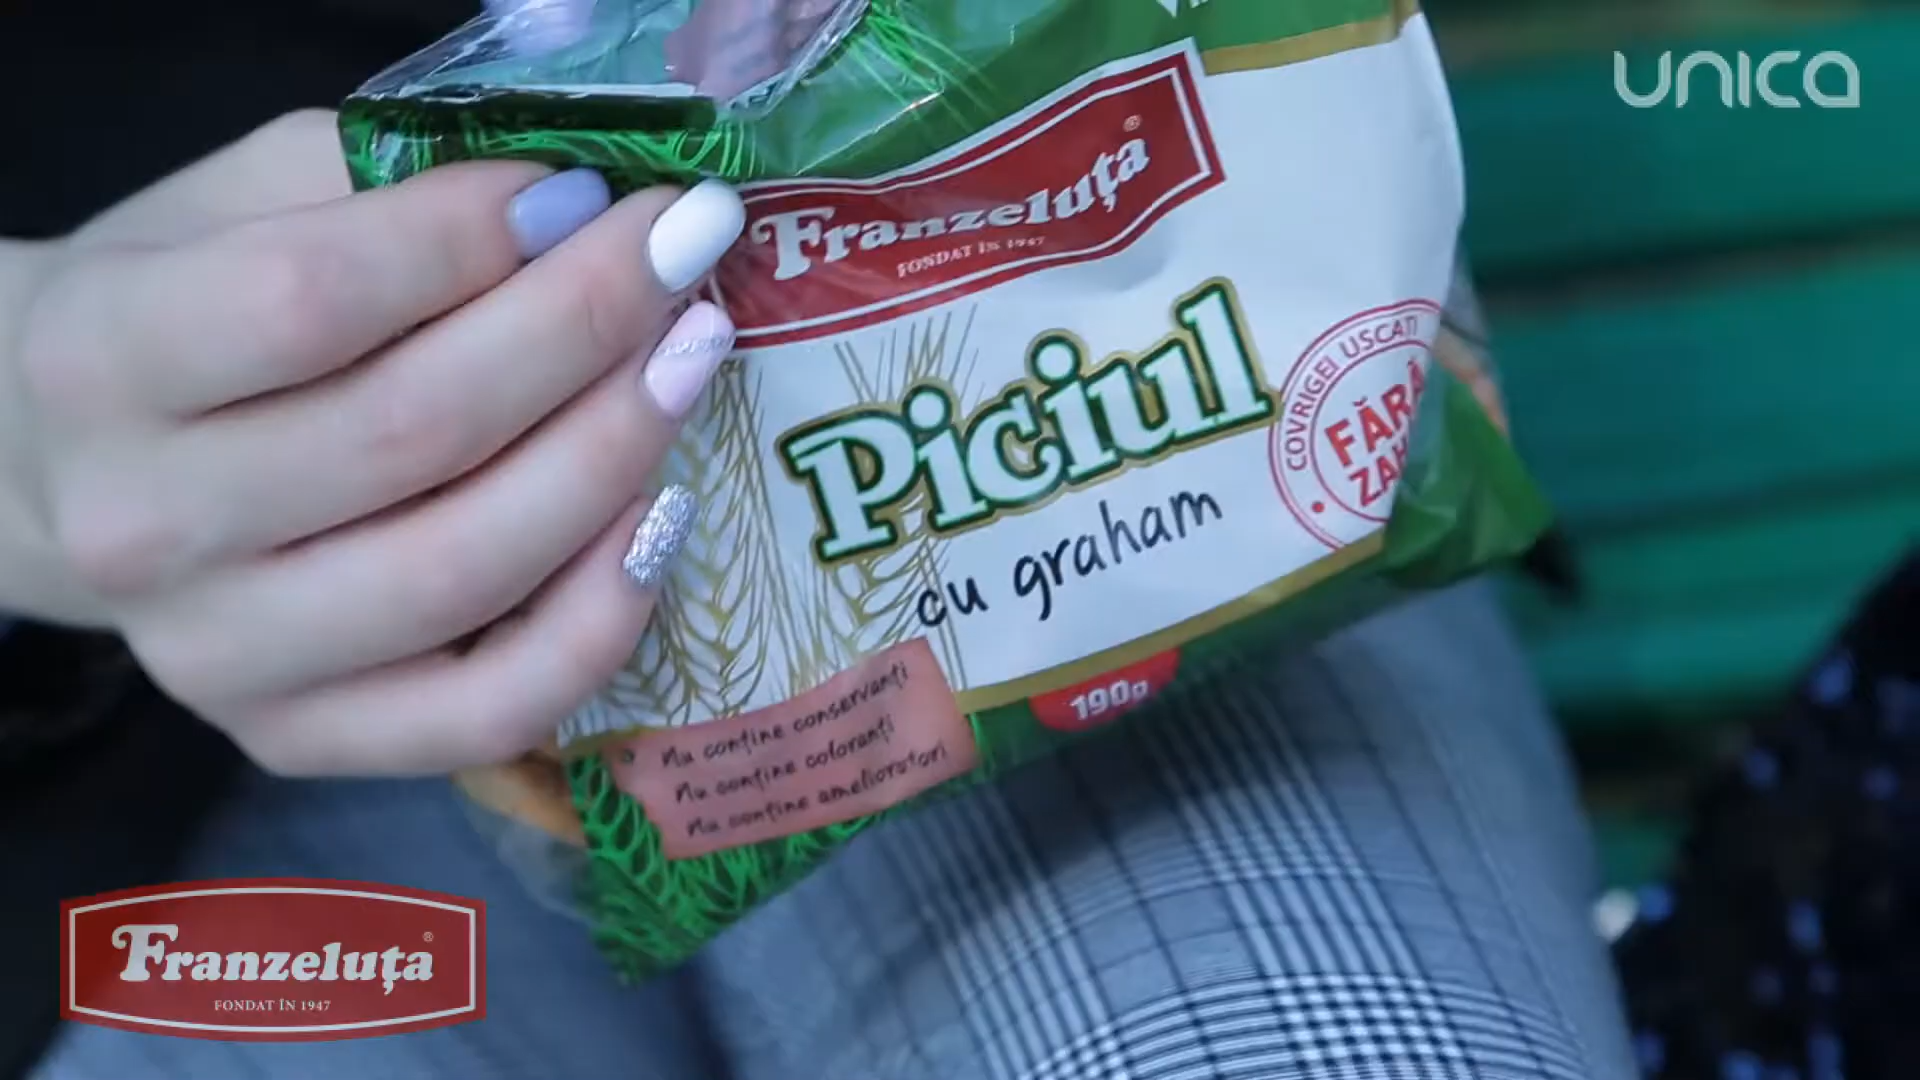 unica
Franzeluța
FONDAT ÎN 1947
Piciul
cu graham
COVRIGEI USCAȚI
FĂRĂ
190g
Nu conține conservanți
Nu conține coloranți
Nu conține amelioratori
Franzeluța
FONDAT ÎN 1947